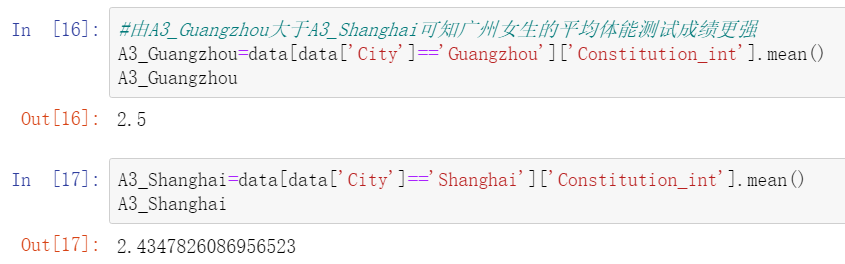 In [16]: #由A3_Guangzhou大于A3_Shanghai可知广州女生的平均体能测试成绩更强
A3_Guangzhou=data[data['City']=='Guangzhou']['Constitution_int'].mean()
A3_Guangzhou
Out[16]: 2.5
In [17]: A3_Shanghai=data[data['City']=='Shanghai']['Constitution_int'].mean()
A3_Shanghai
Out[17]: 2.4347826086956523